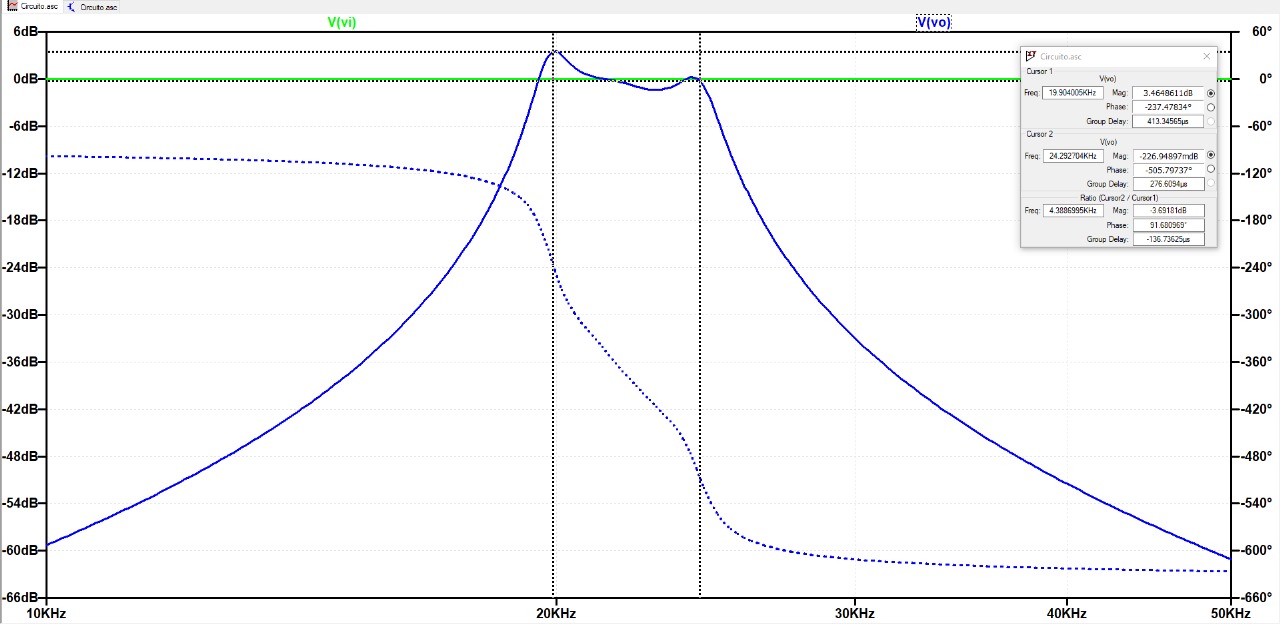 Circuito.asc Circuito.asc
V(vi) V(vo)
6dB 60°
0dB 0°
-6dB -60°
-12dB -120°
-18dB -180°
-24dB -240°
-30dB -300°
-36dB -360°
-42dB -420°
-48dB -480°
-54dB -540°
-60dB -600°
-66dB -660°
10KHz 20KHz 30KHz 40KHz 50KHz
Circuito.asc
Cursor 1
V(vo)
Freq: 19.904005KHz Mag: 3.4648611dB
Phase: -237.47834°
Group Delay: 413.34565µs
Cursor 2
V(vo)
Freq: 24.292704KHz Mag: -226.94897mdB
Phase: -505.79737°
Group Delay: 276.6094µs
Ratio (Cursor2 / Cursor1)
Freq: 4.3886995KHz Mag: -3.69181dB
Phase: 91.680969°
Group Delay: -136.73625µs